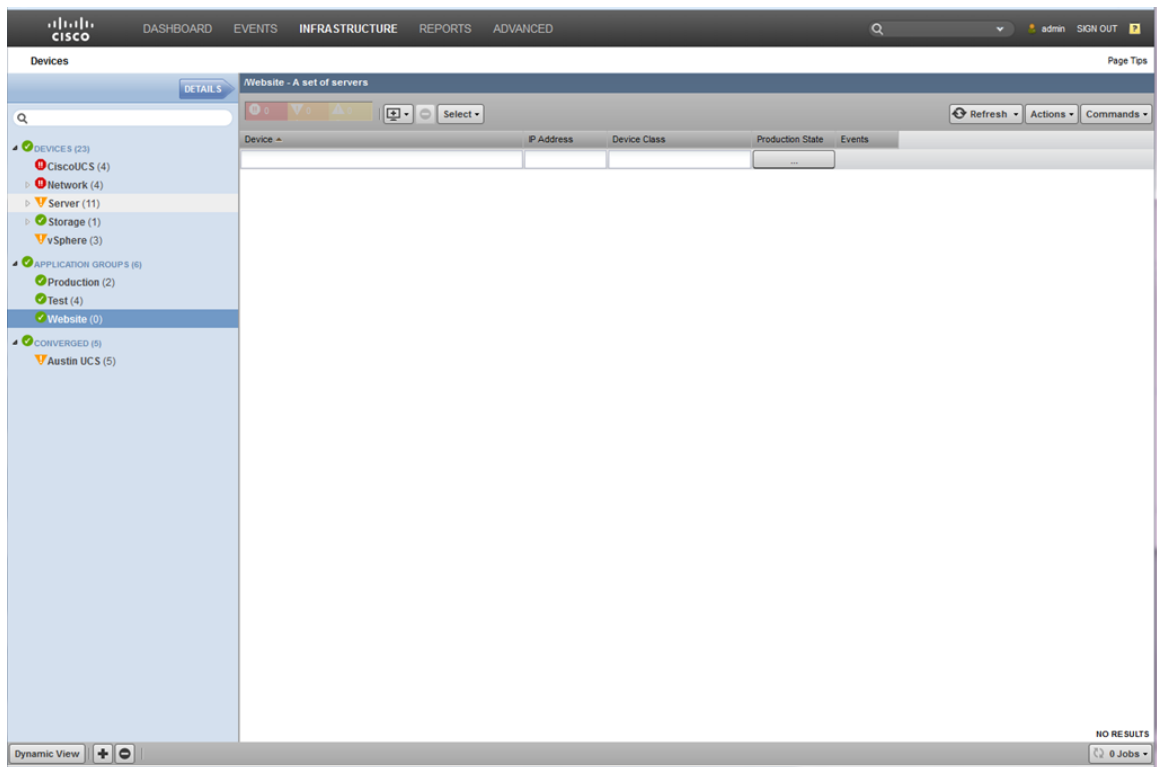 CISCO
DASHBOARD EVENTS INFRASTRUCTURE REPORTS ADVANCED
admin SIGN OUT ?
Devices
Page Tips
DETAILS
/Website - A set of servers
0 0
Select
Refresh Actions Commands
Device IP Address Device Class Production State Events
...
DEVICES (23)
CiscoUCS (4)
Network (4)
Server (11)
Storage (1)
vSphere (3)
APPLICATION GROUPS (6)
Production (2)
Test (4)
Website (0)
CONVERGED (5)
Austin UCS (5)
NO RESULTS
Dynamic View
0 Jobs